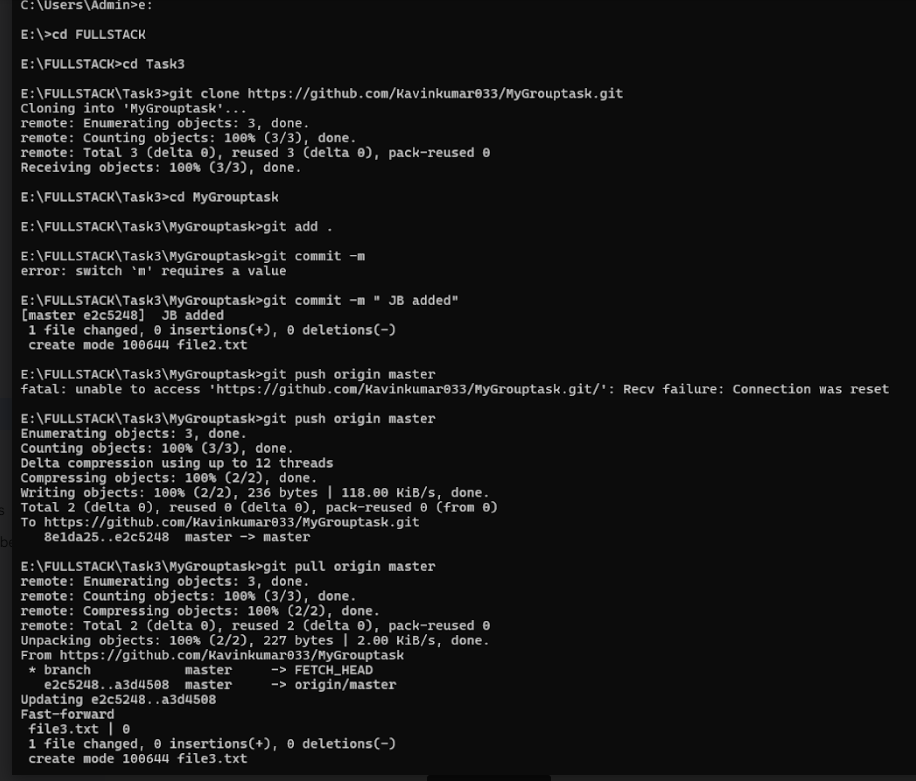 C:\Users\Admin>e:
E:\>cd FULLSTACK
E:\FULLSTACK>cd Task3
E:\FULLSTACK\Task3>git clone https://github.com/Kavinkumar033/MyGrouptask.git
Cloning into 'MyGrouptask'...
remote: Enumerating objects: 3, done.
remote: Counting objects: 100% (3/3), done.
remote: Total 3 (delta 0), reused 3 (delta 0), pack-reused 0
Receiving objects: 100% (3/3), done.
E:\FULLSTACK\Task3>cd MyGrouptask
E:\FULLSTACK\Task3\MyGrouptask>git add .
E:\FULLSTACK\Task3\MyGrouptask>git commit -m
error: switch `m' requires a value
E:\FULLSTACK\Task3\MyGrouptask>git commit -m " JB added"
[master e2c5248]  JB added
 1 file changed, 0 insertions(+), 0 deletions(-)
 create mode 100644 file2.txt
E:\FULLSTACK\Task3\MyGrouptask>git push origin master
fatal: unable to access 'https://github.com/Kavinkumar033/MyGrouptask.git/': Recv failure: Connection was reset
E:\FULLSTACK\Task3\MyGrouptask>git push origin master
Enumerating objects: 3, done.
Counting objects: 100% (3/3), done.
Delta compression using up to 12 threads
Compressing objects: 100% (2/2), done.
Writing objects: 100% (2/2), 236 bytes | 118.00 KiB/s, done.
Total 2 (delta 0), reused 0 (delta 0), pack-reused 0 (from 0)
To https://github.com/Kavinkumar033/MyGrouptask.git
   8e1da25..e2c5248  master -> master
E:\FULLSTACK\Task3\MyGrouptask>git pull origin master
remote: Enumerating objects: 3, done.
remote: Counting objects: 100% (3/3), done.
remote: Compressing objects: 100% (2/2), done.
remote: Total 2 (delta 0), reused 2 (delta 0), pack-reused 0
Unpacking objects: 100% (2/2), 227 bytes | 2.00 KiB/s, done.
From https://github.com/Kavinkumar033/MyGrouptask
 * branch            master     -> FETCH_HEAD
   e2c5248..a3d4508  master     -> origin/master
Updating e2c5248..a3d4508
Fast-forward
 file3.txt | 0
 1 file changed, 0 insertions(+), 0 deletions(-)
 create mode 100644 file3.txt